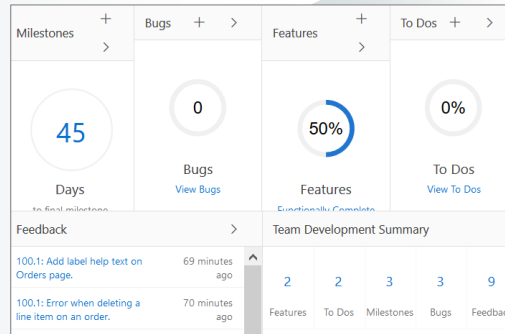 Milestones
Bugs
Features
To Dos
45
Days
to final milestone
0
Bugs
View Bugs
50%
Features
Functionally Complete
0%
To Dos
View To Dos
Feedback
100.1: Add label help text on
Orders page.
69 minutes
ago
100.1: Error when deleting a
line item on an order.
70 minutes
ago
Team Development Summary
2 2 3 3 9
Features To Dos Milestones Bugs Feedbac